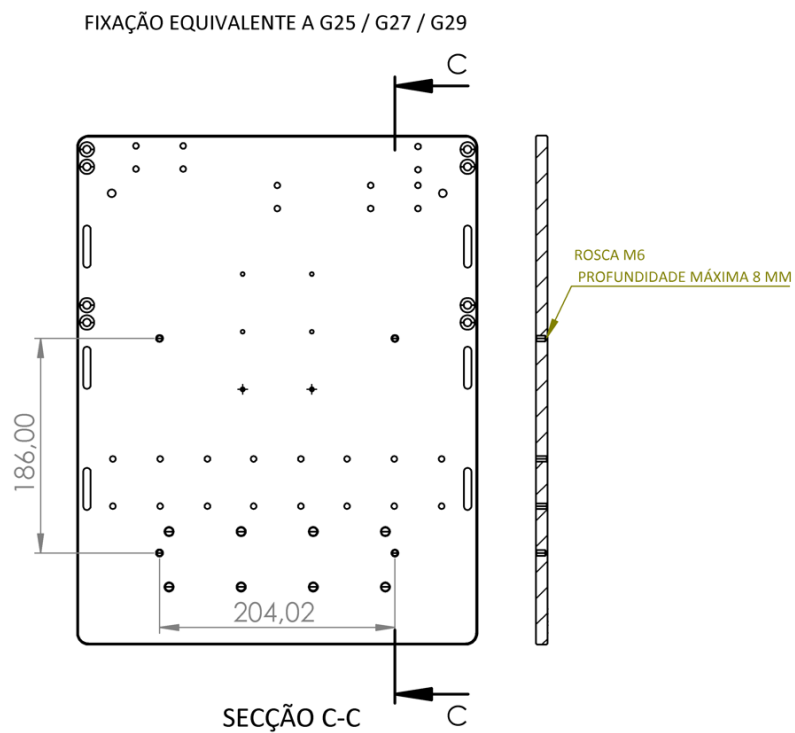 FIXAÇÃO EQUIVALENTE A G25 / G27 / G29
C
ROSCA M6
PROFUNDIDADE MÁXIMA 8 MM
186,00
204,02
SECÇÃO C-C
C